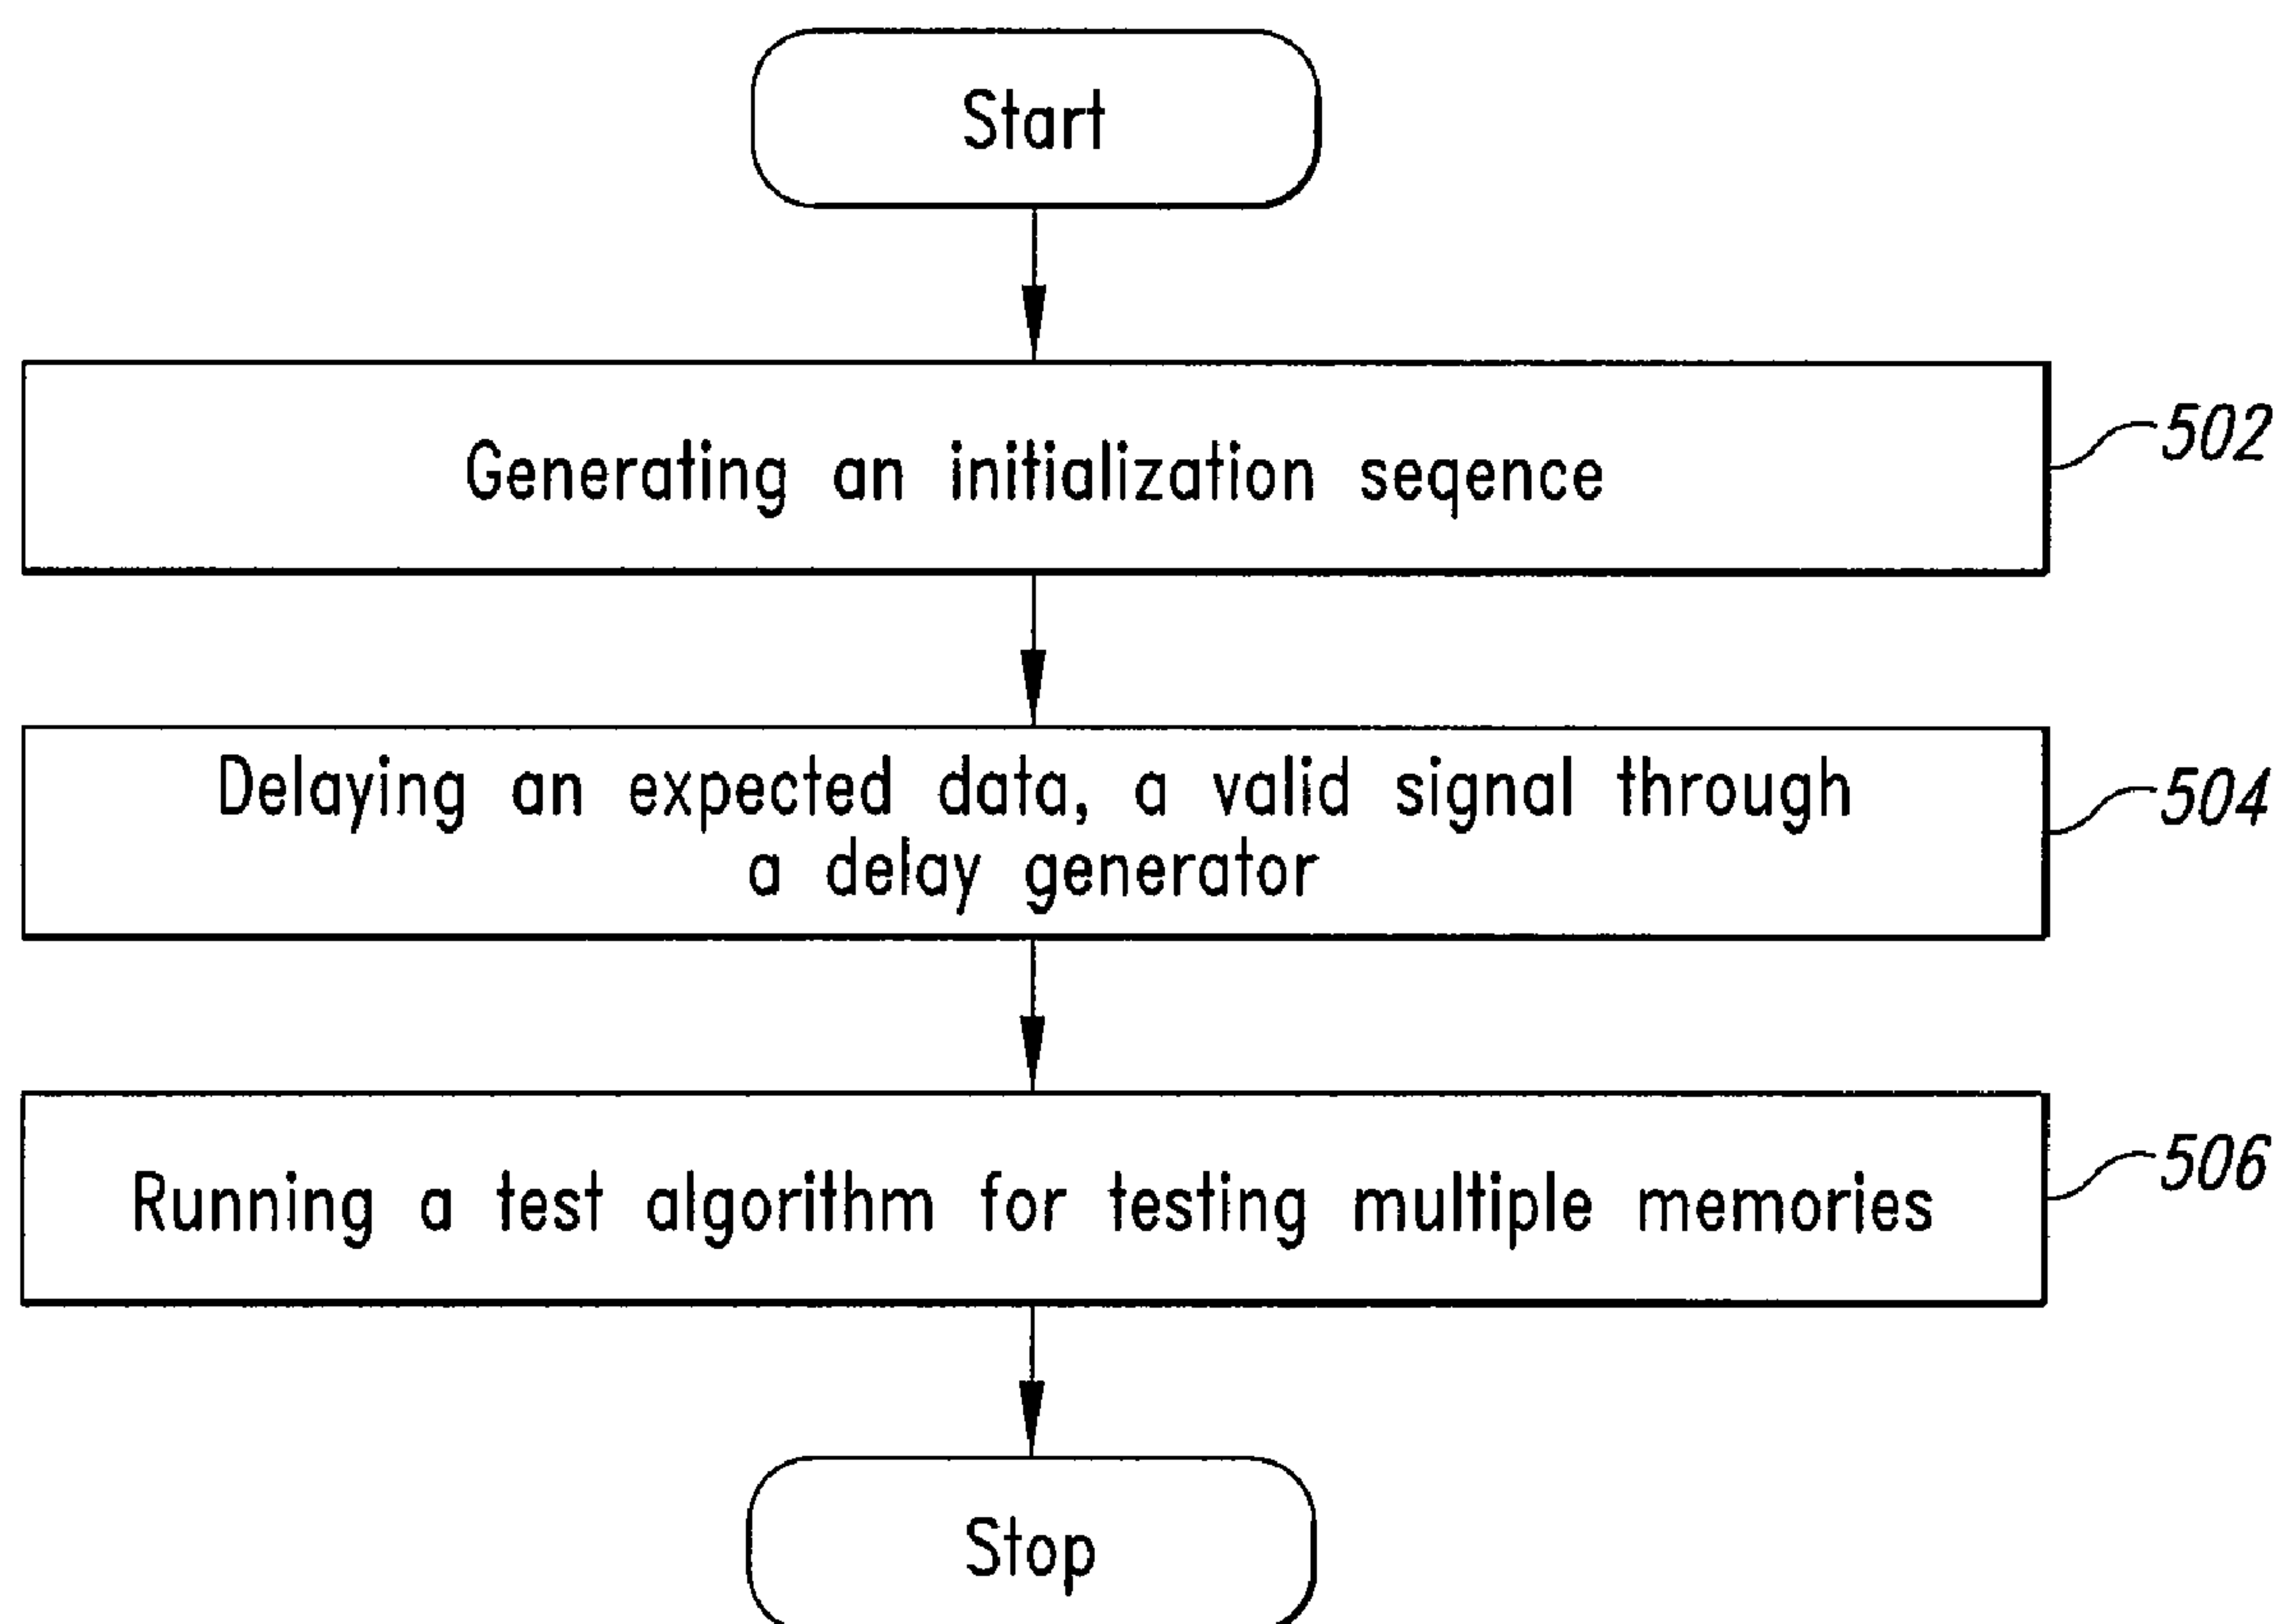 Start
Generating an initialization seqence
502
Delaying an expected data, a valid signal through
a delay generator
504
Running a test algorithm for testing multiple memories
506
Stop